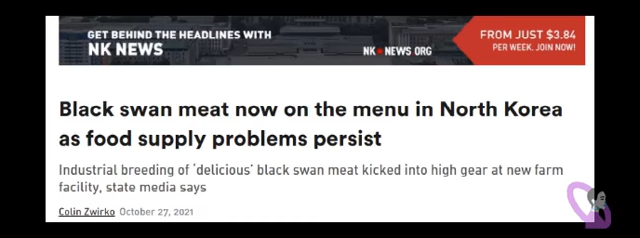 GET BEHIND THE HEADLINES WITH
NK NEWS
NK NEWS.ORG
FROM JUST $3.84
PER WEEK. JOIN NOW!
Black swan meat now on the menu in North Korea
as food supply problems persist
Industrial breeding of 'delicious' black swan meat kicked into high gear at new farm
facility, state media says
Colin Zwirko October 27, 2021